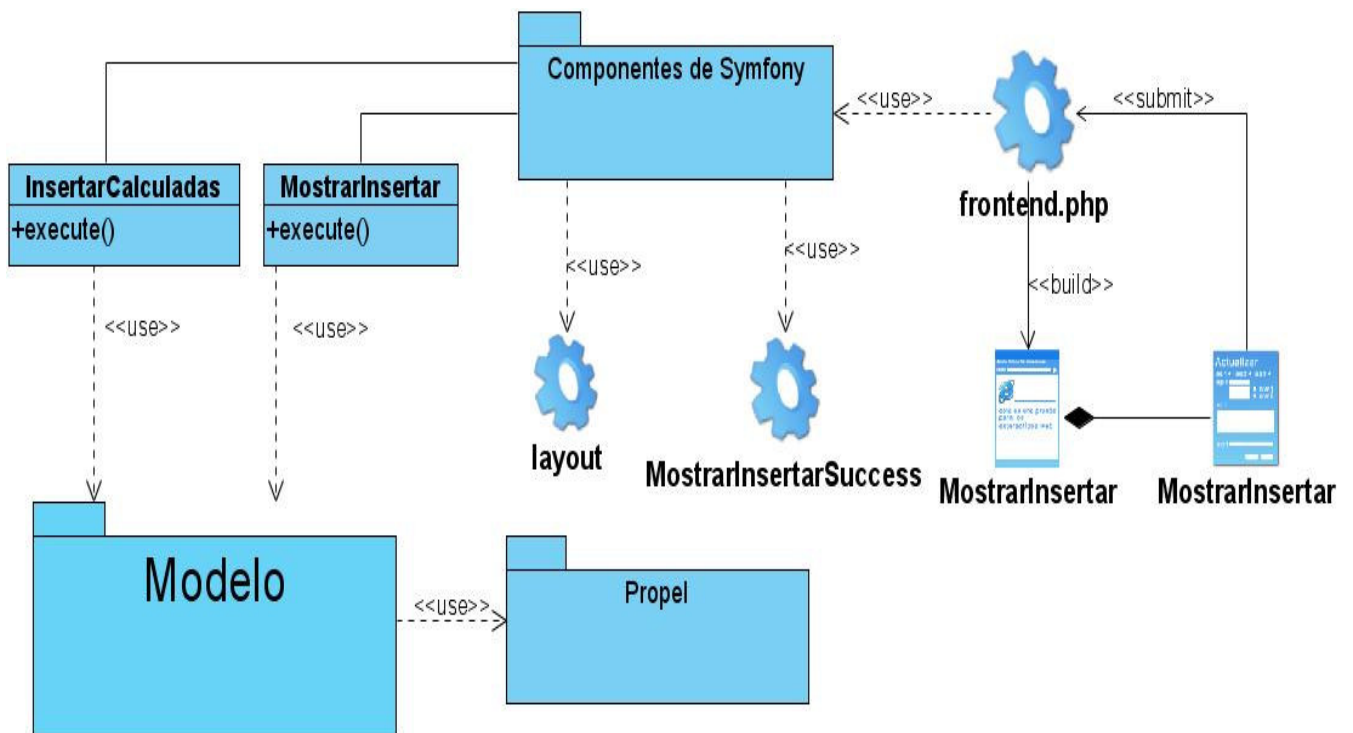 Componentes de Symfony
<<use>>
<<submit>>
InsertarCalculadas
+execute()
MostrarInsertar
+execute()
frontend.php
<<use>>
<<use>>
<<build>>
<<use>>
<<use>>
Actualizar
layout
MostrarInsertarSuccess
MostrarInsertar
MostrarInsertar
Modelo
<<use>>
Propel